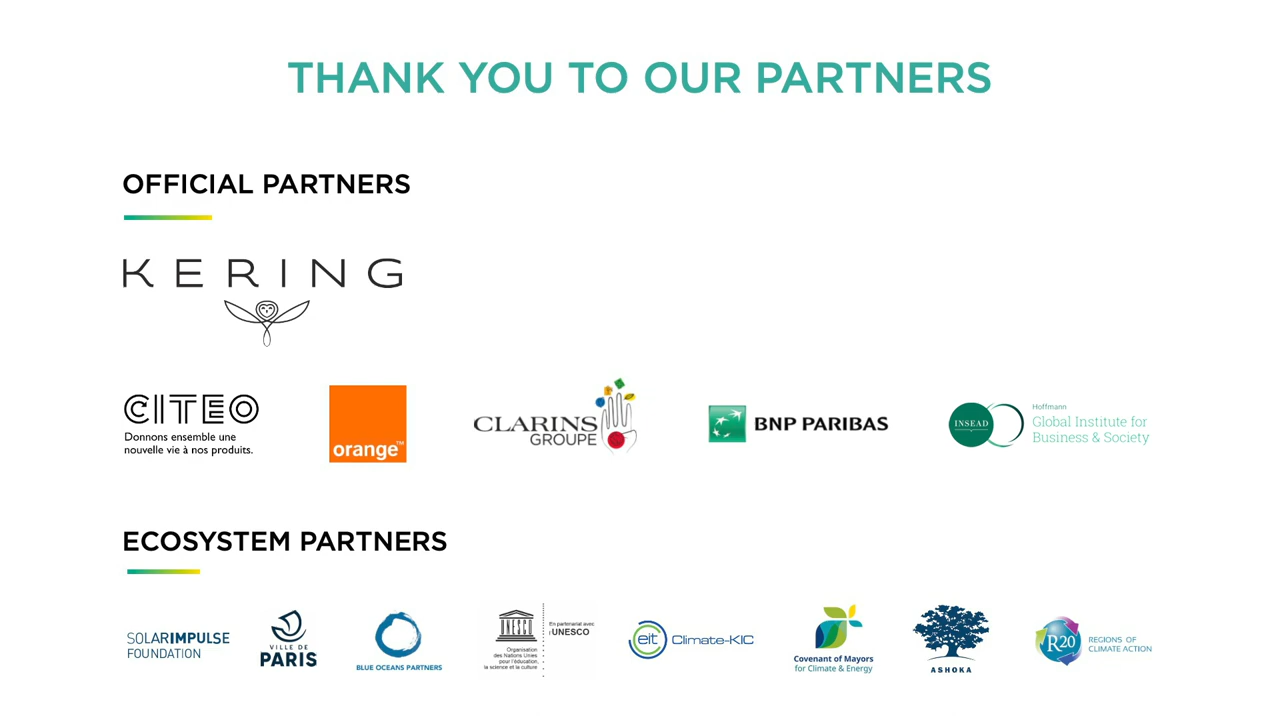 THANK YOU TO OUR PARTNERS
OFFICIAL PARTNERS
KERING
CITEO
Donnons ensemble une
nouvelle vie à nos produits.
orange™
CLARINS
GROUPE
BNP PARIBAS
INSEAD
Hoffmann
Global Institute for
Business & Society
ECOSYSTEM PARTNERS
SOLARIMPULSE
FOUNDATION
VILLE DE
PARIS
BLUE OCEANS PARTNERS
UNESCO
Organisation
des Nations Unies
pour l'éducation,
la science et la culture
En partenariat avec
l'UNESCO
eit
Climate-KIC
Covenant of Mayors
for Climate & Energy
ASHOKA
R20
REGIONS OF
CLIMATE ACTION